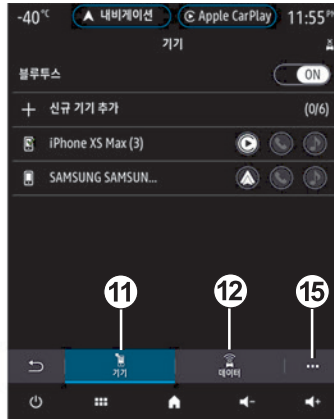 -40℃ 내비게이션 Apple CarPlay 11:55ᴾᴹ
기기
블루투스 ON
+ 신규 기기 추가 (0/6)
iPhone XS Max (3)
SAMSUNG SAMSUN...
11 12 15
기기 데이터 ...